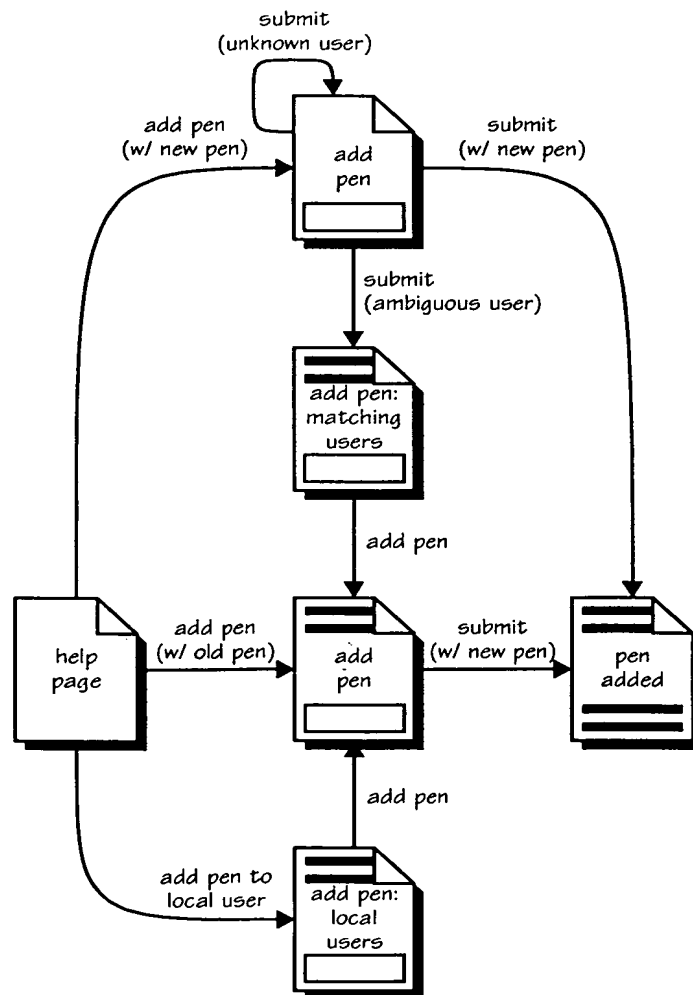 submit
(unknown user)
add pen
(w/ new pen)
submit
(w/ new pen)
add
pen
submit
(ambiguous user)
add pen:
matching
users
add pen
help
page
add pen
(w/ old pen)
add
pen
submit
(w/ new pen)
pen
added
add pen
add pen to
local user
add pen:
local
users